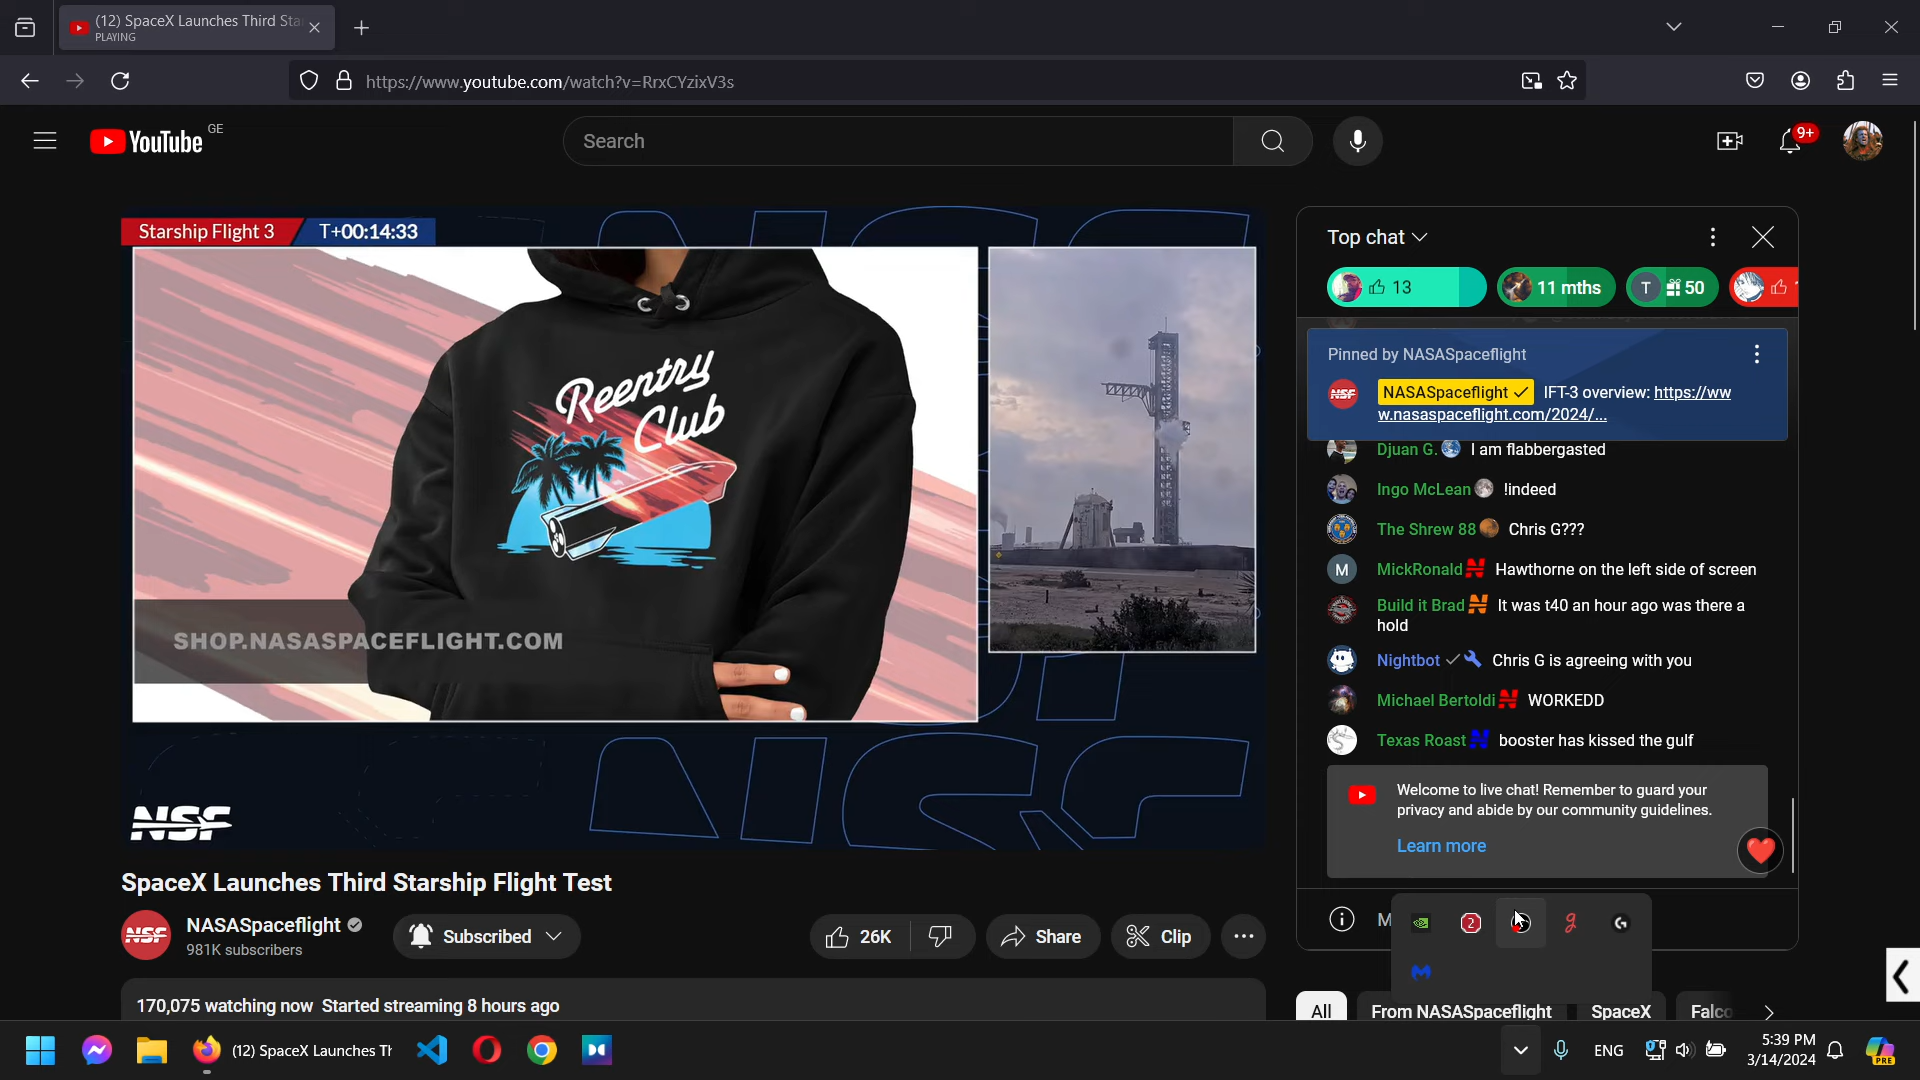 (12) SpaceX Launches Third Sta
PLAYING
https://www.youtube.com/watch?v=RrxCYzixV3s
YouTube GE
Search
9+
Starship Flight 3 T+00:14:33
Reentry
Club
SHOP.NASASPACEFLIGHT.COM
NSF
SpaceX Launches Third Starship Flight Test
NSF
NASASpaceflight
981K subscribers
Subscribed
26K
Share
Clip
170,075 watching now Started streaming 8 hours ago
Top chat
13
11 mths
T 50
Pinned by NASASpaceflight
NSF NASASpaceflight IFT-3 overview: https://ww
w.nasaspaceflight.com/2024/...
Djuan G. I am flabbergasted
Ingo McLean !indeed
The Shrew 88 Chris G???
M MickRonald Hawthorne on the left side of screen
Build it Brad It was t40 an hour ago was there a
hold
Nightbot Chris G is agreeing with you
Michael Bertoldi WORKEDD
Texas Roast booster has kissed the gulf
Welcome to live chat! Remember to guard your
privacy and abide by our community guidelines.
Learn more
M
2
All From NASASpaceflight SpaceX Falco
(12) SpaceX Launches Th
ENG
5:39 PM
3/14/2024
PRE